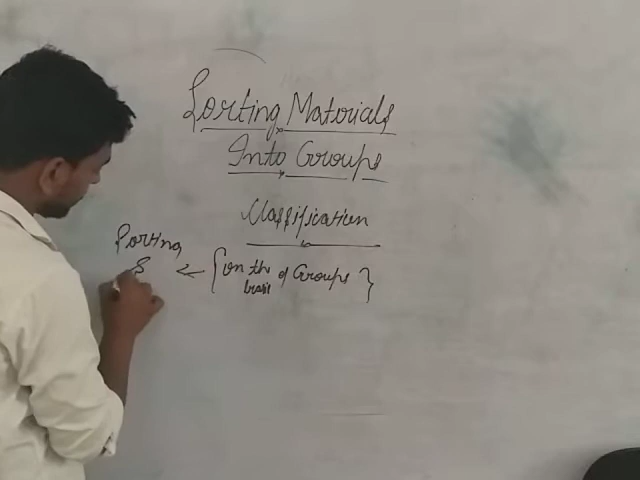 Sorting Materials
Into Groups
Classification
Sorting
S ← { on the basis of Groups }